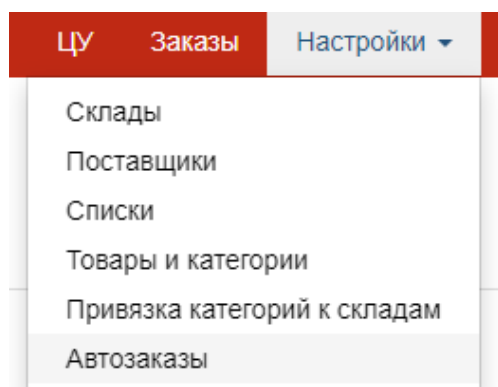 ЦУ Заказы Настройки
Склады
Поставщики
Списки
Товары и категории
Привязка категорий к складам
Автозаказы